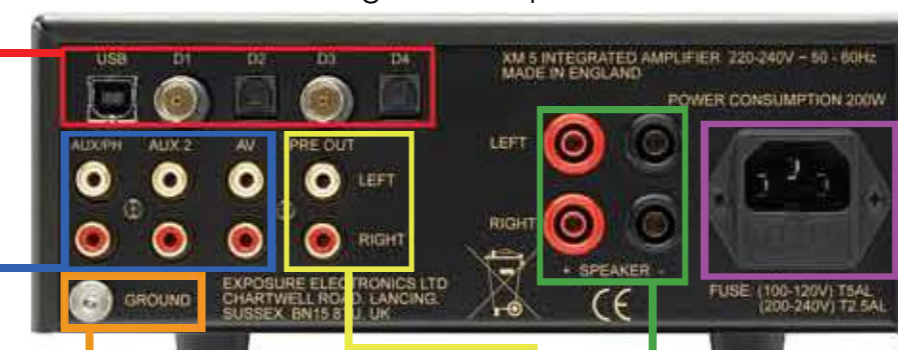 USB D1 D2 D3 D4
XM 5 INTEGRATED AMPLIFIER 220-240V ~ 50 - 60Hz
MADE IN ENGLAND
POWER CONSUMPTION 200W
AUX/PH AUX 2 AV PRE OUT
LEFT
RIGHT
LEFT
RIGHT
+ SPEAKER -
GROUND
EXPOSURE ELECTRONICS LTD
CHARTWELL ROAD, LANCING,
SUSSEX. BN15 8TU. UK
CE
FUSE: (100-120V) T5AL
(200-240V) T2.5AL